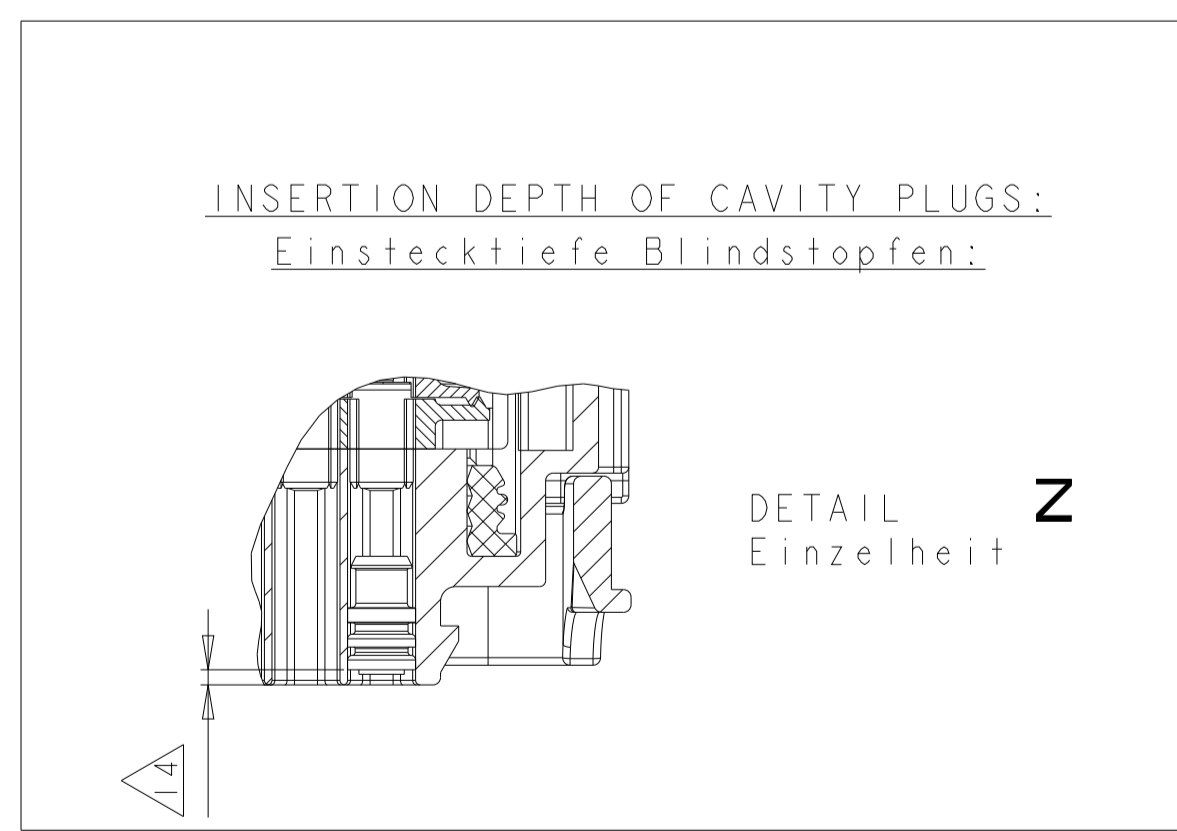 INSERTION DEPTH OF CAVITY PLUGS:
Einstecktiefe Blindstopfen:
DETAIL Z
Einzelheit
14